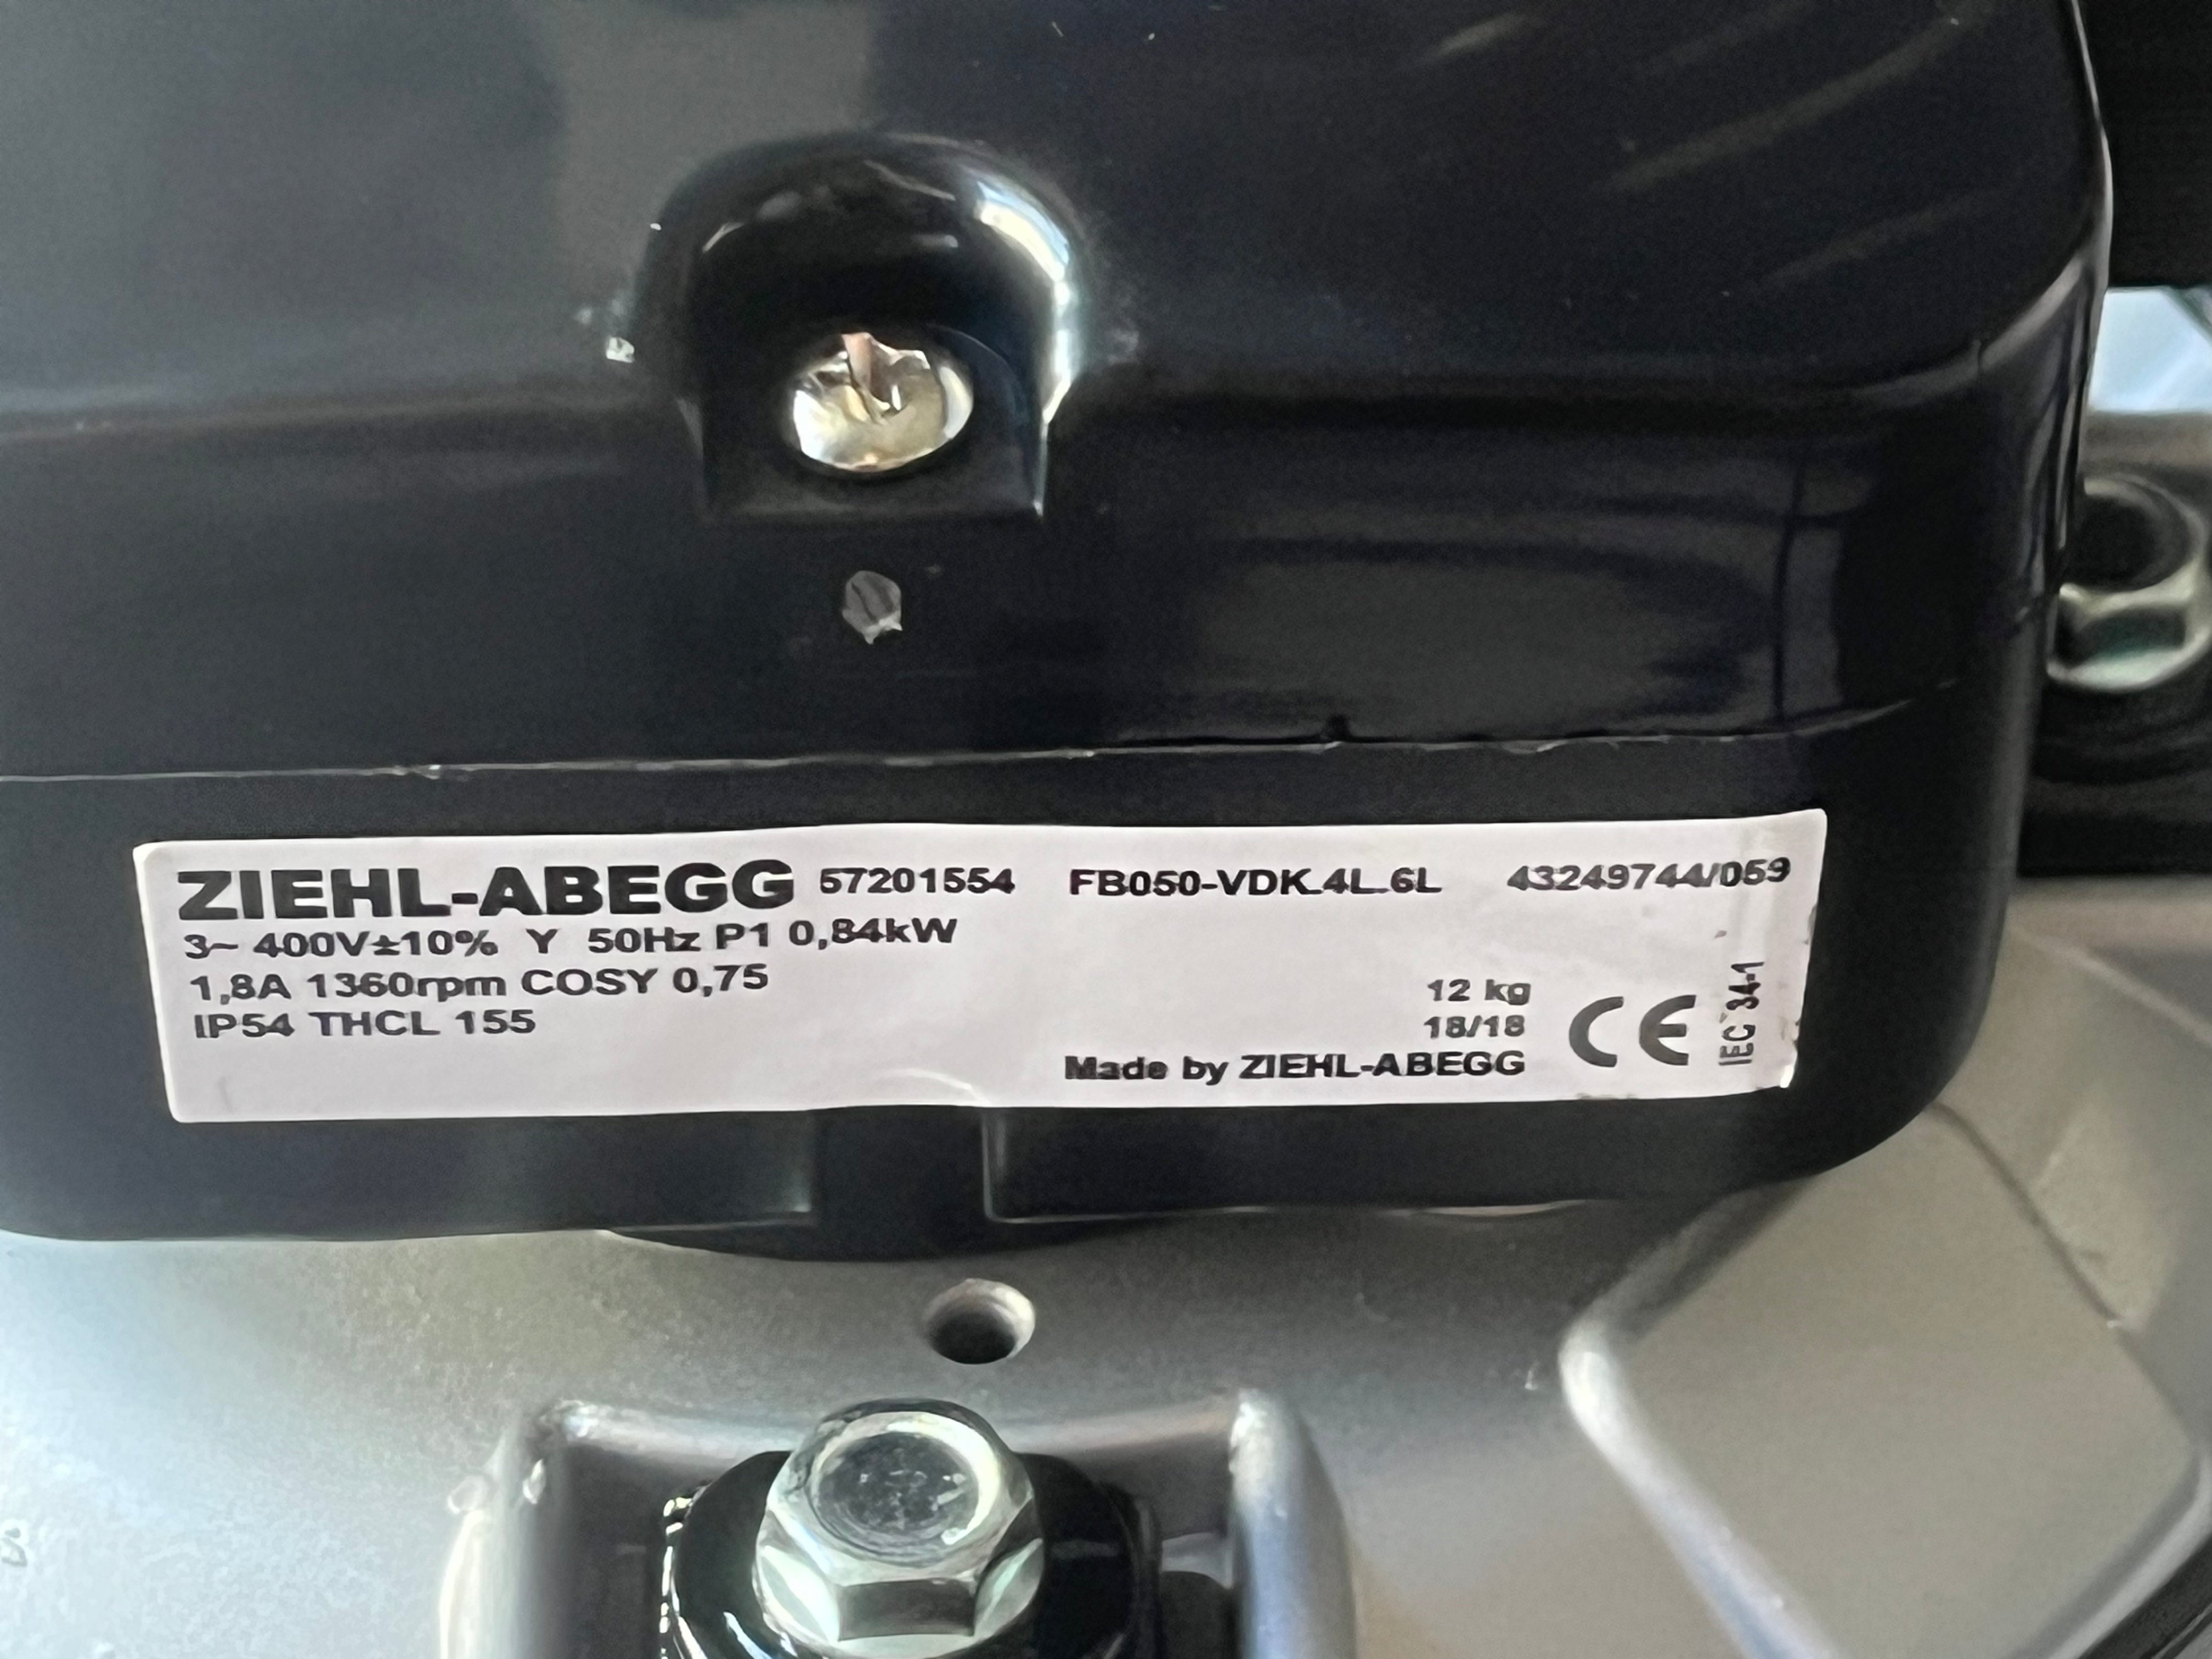 ZIEHL-ABEGG 57201554 FB050-VDK.4L.6L 43249744/059
3~ 400V±10% Y 50Hz P1 0,84kW
1,8A 1360rpm COSY 0,75
IP54 THCL 155
12 kg
18/18
Made by ZIEHL-ABEGG
CE
IEC 34-1